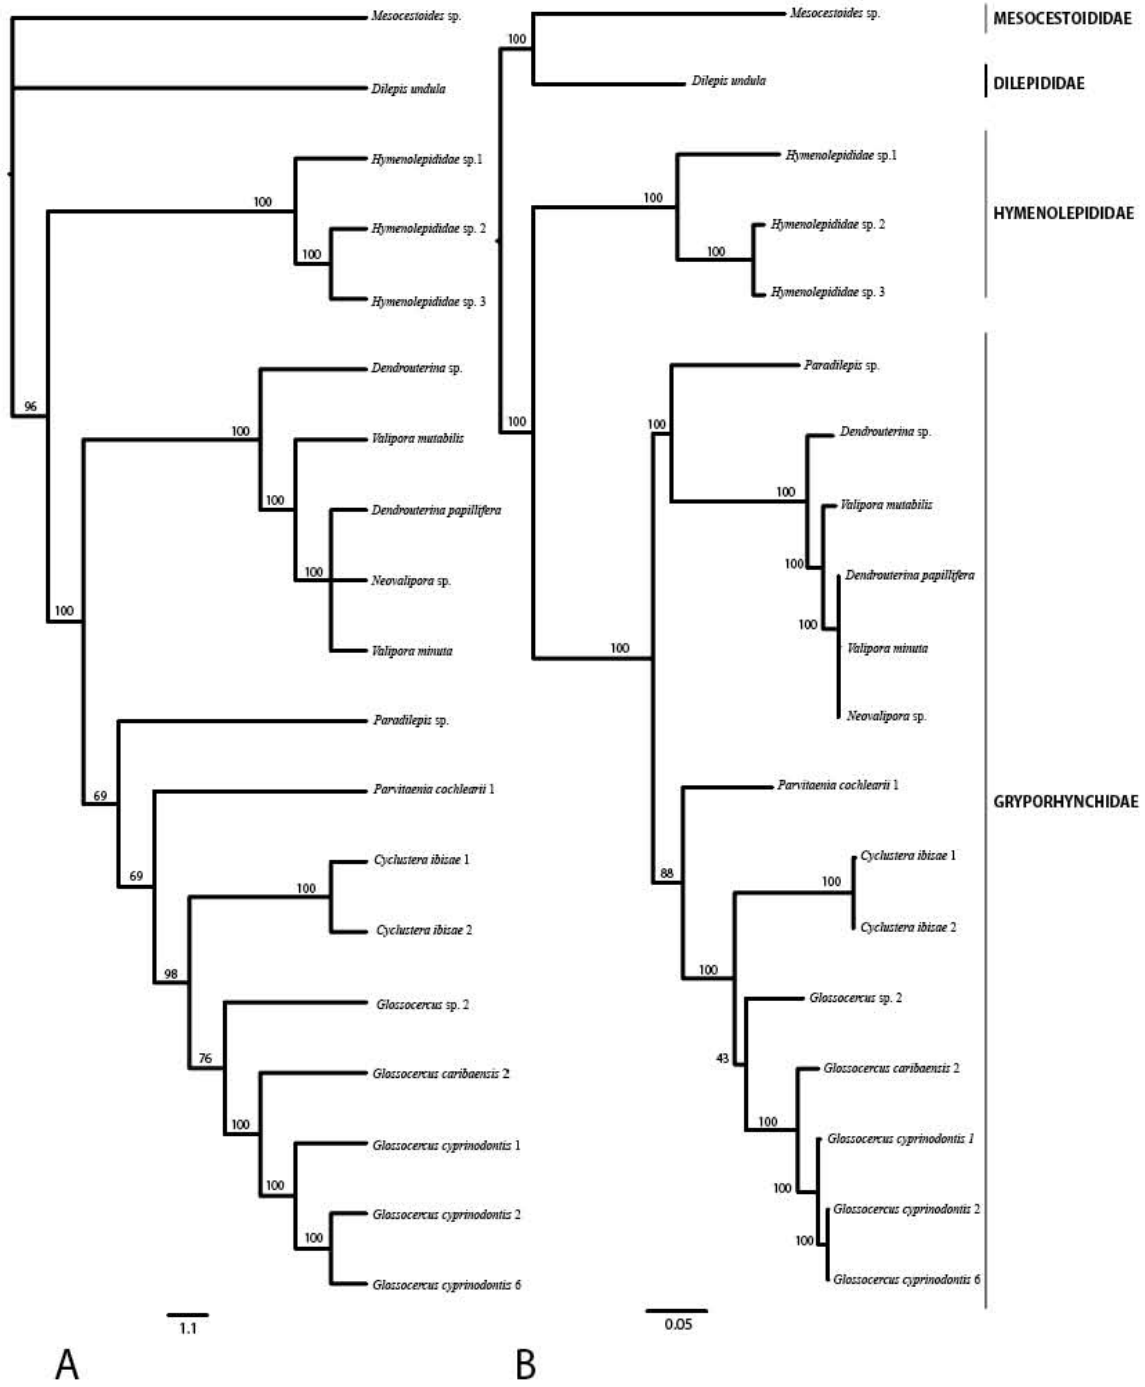 Mesocestoides sp.
Dilepis undula
Hymenolepididae sp.1
100
Hymenolepididae sp. 2
100
Hymenolepididae sp. 3
Dendrouterina sp.
96
100
Valipora mutabilis
100
Dendrouterina papillifera
100
Neovalipora sp.
100
Valipora minuta
Paradilepis sp.
69
Parvitaenia cochlearii 1
69
Cyclustera ibisae 1
100
Cyclustera ibisae 2
98
Glossocercus sp. 2
76
Glossocercus caribaensis 2
100
Glossocercus cyprinodontis 1
100
Glossocercus cyprinodontis 2
100
Glossocercus cyprinodontis 6
1.1
A
Mesocestoides sp.
100
Dilepis undula
Hymenolepididae sp.1
100
Hymenolepididae sp. 2
100
Hymenolepididae sp. 3
Paradilepis sp.
100
100
Dendrouterina sp.
100
Valipora mutabilis
100
Dendrouterina papillifera
100
Valipora minuta
100
Neovalipora sp.
Parvitaenia cochlearii 1
88
Cyclustera ibisae 1
100
Cyclustera ibisae 2
100
Glossocercus sp. 2
43
Glossocercus caribaensis 2
100
Glossocercus cyprinodontis 1
100
Glossocercus cyprinodontis 2
100
Glossocercus cyprinodontis 6
0.05
B
MESOCESTOIDIDAE
DILEPIDIDAE
HYMENOLEPIDIDAE
GRYPORHYNCHIDAE